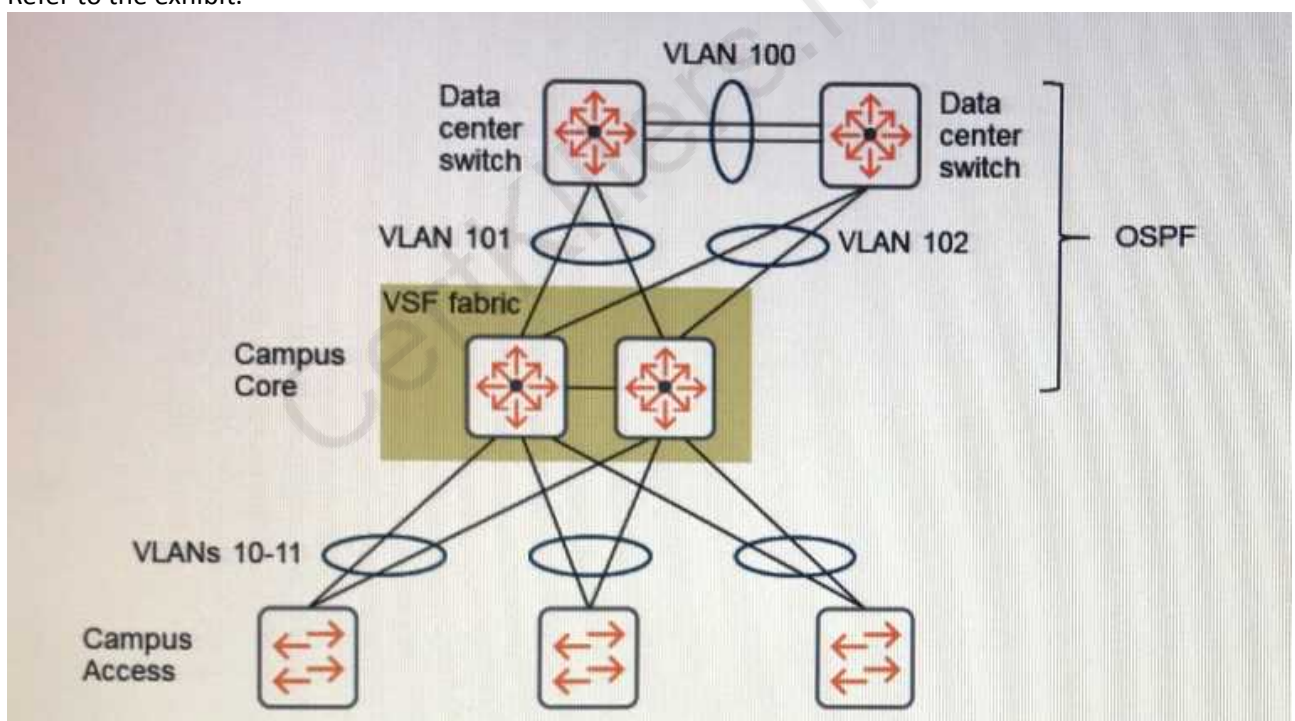 Refer to the exhibit.
VLAN 100
Data
center
switch
Data
center
switch
VLAN 101
VLAN 102
OSPF
VSF fabric
Campus
Core
VLANs 10-11
Campus
Access